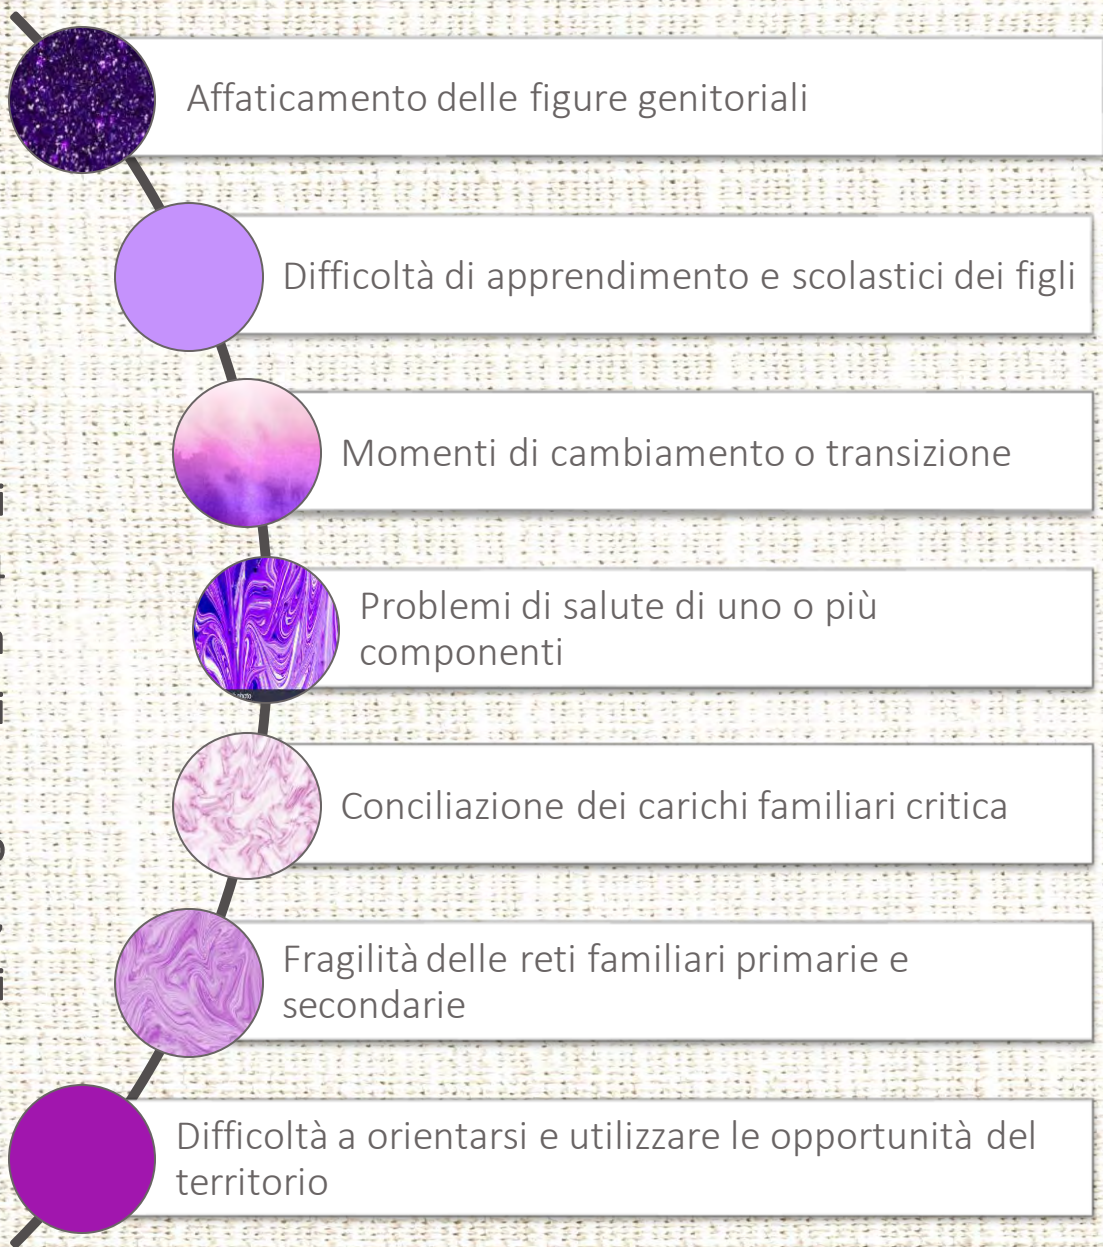 Affaticamento delle figure genitoriali
Difficoltà di apprendimento e scolastici dei figli
Momenti di cambiamento o transizione
Problemi di salute di uno o più
componenti
Conciliazione dei carichi familiari critica
Fragilità delle reti familiari primarie e
secondarie
Difficoltà a orientarsi e utilizzare le opportunità del
territorio